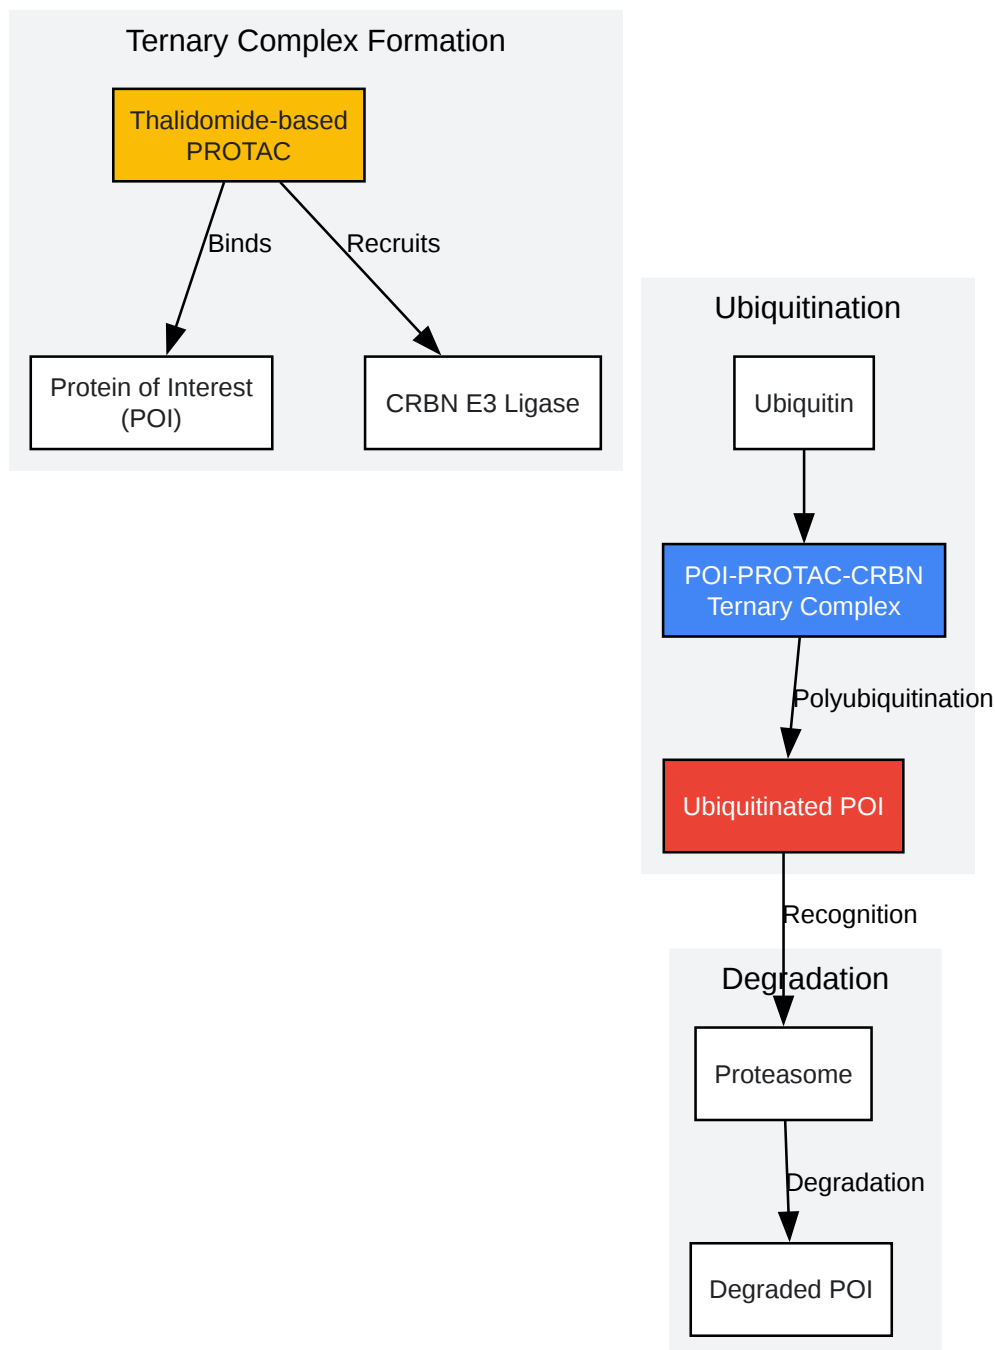 Ternary Complex Formation
Thalidomide-based
PROTAC
Binds
Recruits
Protein of Interest
(POI)
CRBN E3 Ligase
Ubiquitination
Ubiquitin
POI-PROTAC-CRBN
Ternary Complex
Polyubiquitination
Ubiquitinated POI
Recognition
Degradation
Proteasome
Degradation
Degraded POI